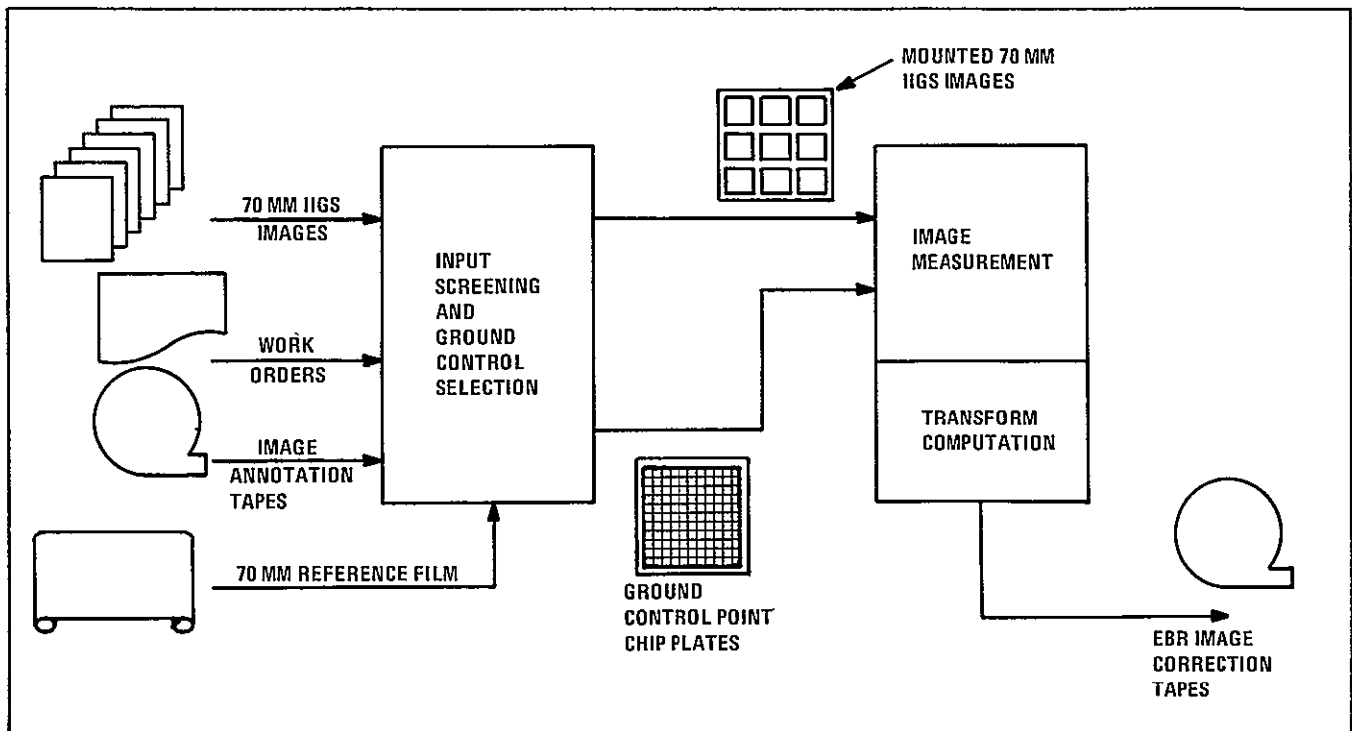 MOUNTED 70 MM
IIGS IMAGES
70 MM IIGS
IMAGES
WORK
ORDERS
IMAGE
ANNOTATION
TAPES
70 MM REFERENCE FILM
INPUT
SCREENING
AND
GROUND
CONTROL
SELECTION
IMAGE
MEASUREMENT
TRANSFORM
COMPUTATION
GROUND
CONTROL POINT
CHIP PLATES
EBR IMAGE
CORRECTION
TAPES